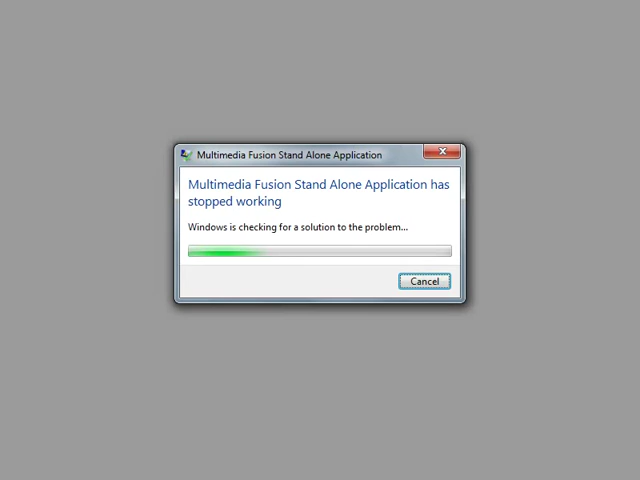 Multimedia Fusion Stand Alone Application
Multimedia Fusion Stand Alone Application has
stopped working
Windows is checking for a solution to the problem...
Cancel